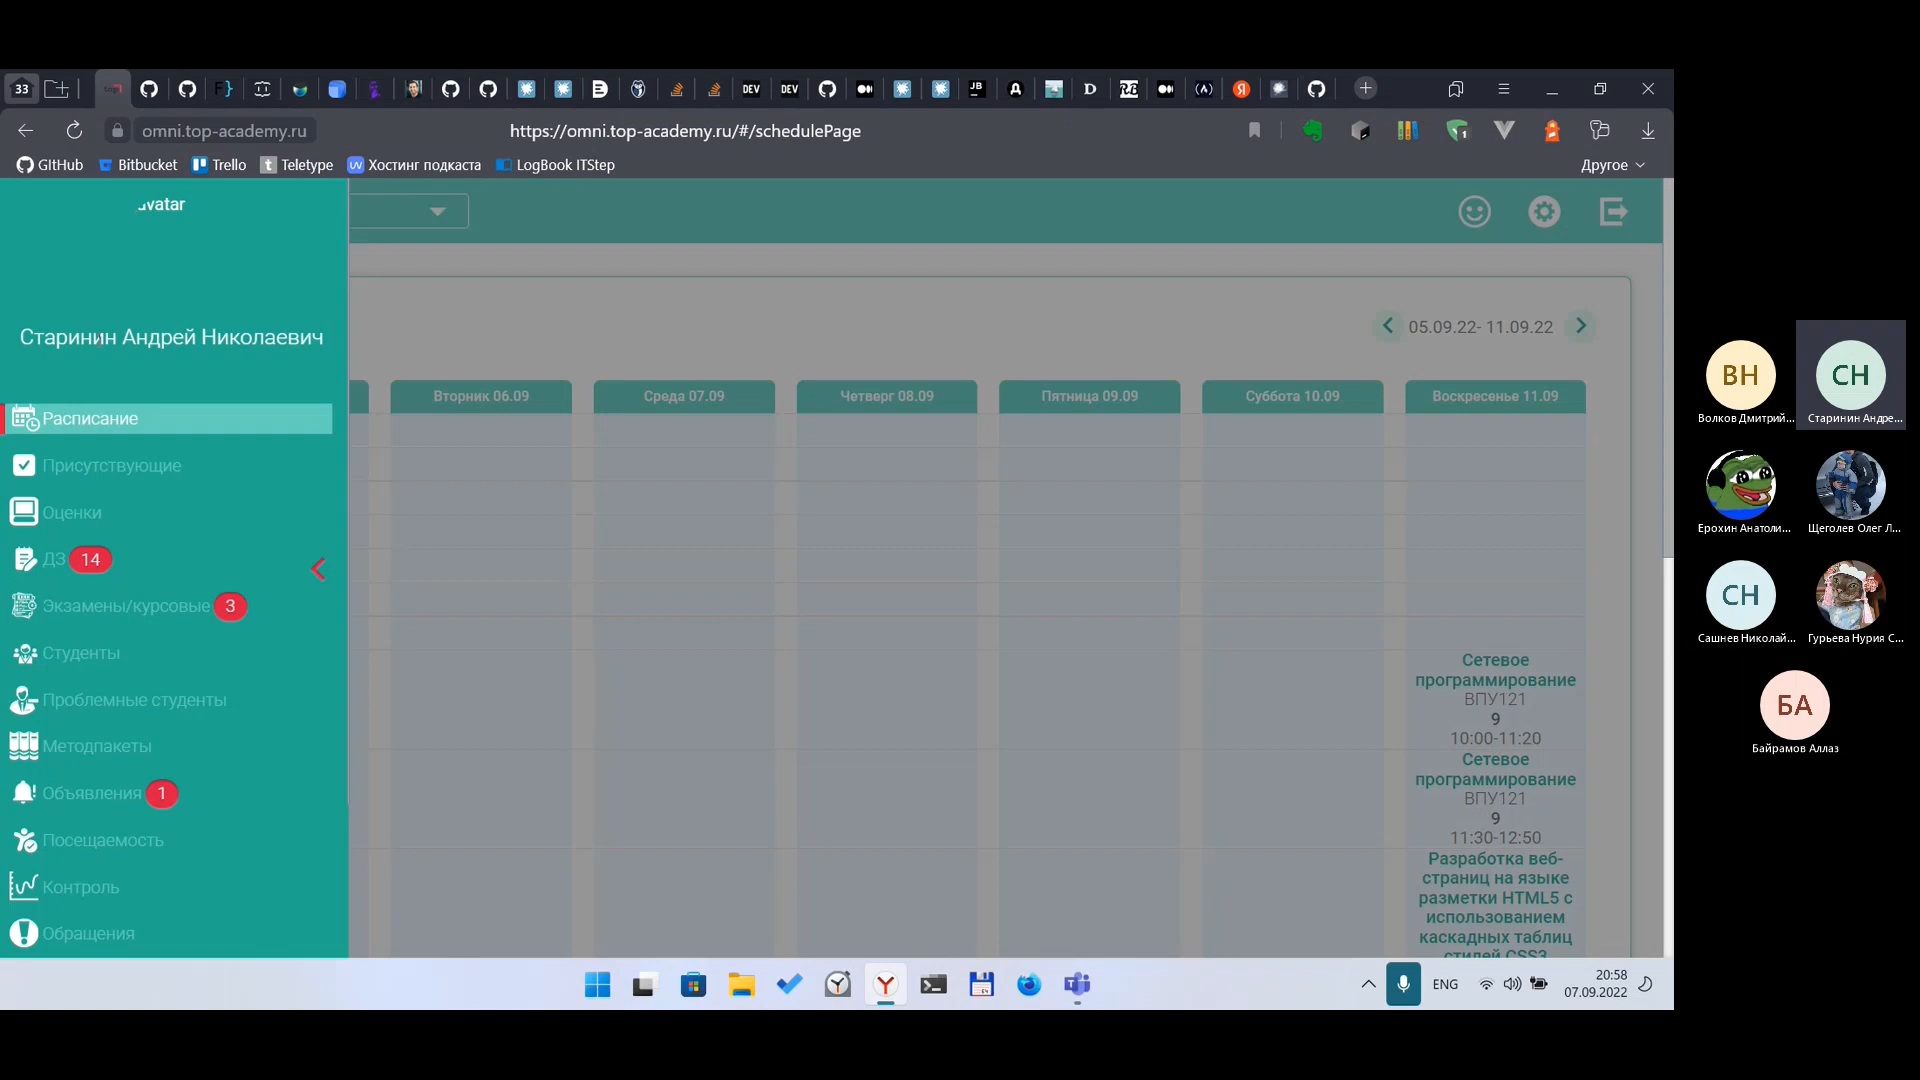 33
DEV
DEV
JB
D
RB
Я
omni.top-academy.ru
https://omni.top-academy.ru/#/schedulePage
1
GItHub
Bitbucket
Trello
Teletype
Хостинг подкаста
LogBook ITStep
Другое
avatar
Старинин Андрей Николаевич
Расписание
Присутствующие
Оценки
ДЗ 14
Экзамены/курсовые 3
Студенты
Проблемные студенты
Методпакеты
Объявления 1
Посещаемость
Контроль
Обращения
05.09.22- 11.09.22
Вторник 06.09
Среда 07.09
Четверг 08.09
Пятница 09.09
Суббота 10.09
Воскресенье 11.09
Сетевое
программирование
ВПУ121
9
10:00-11:20
Сетевое
программирование
ВПУ121
9
11:30-12:50
Разработка веб-
страниц на языке
разметки HTML5 с
использованием
каскадных таблиц
стилей CSS3
ENG
20:58
07.09.2022
ВН
Волков Дмитрий...
СН
Старинин Андре...
Ерохин Анатоли...
Щеголев Олег Л...
СН
Сашнев Николай...
Гурьева Нурия С...
БА
Байрамов Аллаз